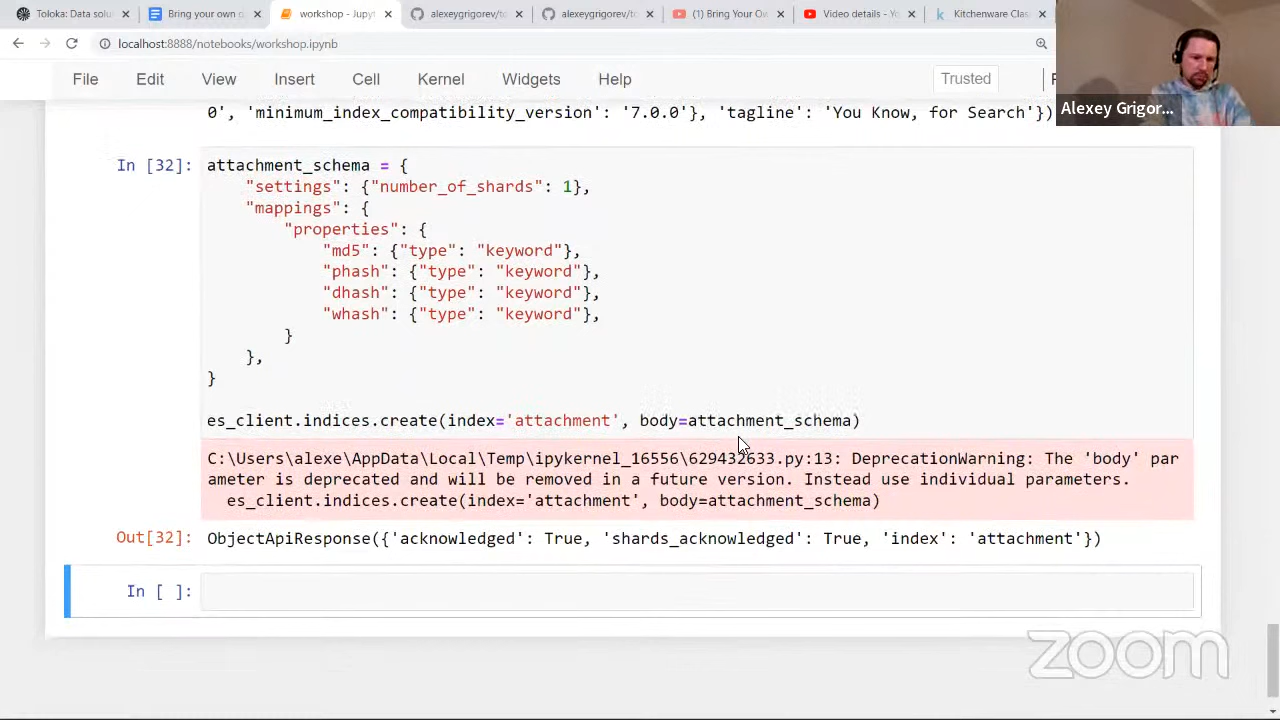 Toloka: Data solut
Bring your own c
workshop - Jupyt
alexeygrigorev/to
alexeygrigorev/to
(1) Bring Your Ow
Video details - Yo
Kitchenware Clas
localhost:8888/notebooks/workshop.ipynb
File Edit View Insert Cell Kernel Widgets Help Trusted
Alexey Grigor...
0', 'minimum_index_compatibility_version': '7.0.0'}, 'tagline': 'You Know, for Search'})
In [32]: attachment_schema = {
"settings": {"number_of_shards": 1},
"mappings": {
"properties": {
"md5": {"type": "keyword"},
"phash": {"type": "keyword"},
"dhash": {"type": "keyword"},
"whash": {"type": "keyword"},
}
},
}
es_client.indices.create(index='attachment', body=attachment_schema)
C:\Users\alexe\AppData\Local\Temp\ipykernel_16556\629432633.py:13: DeprecationWarning: The 'body' par
ameter is deprecated and will be removed in a future version. Instead use individual parameters.
es_client.indices.create(index='attachment', body=attachment_schema)
Out[32]: ObjectApiResponse({'acknowledged': True, 'shards_acknowledged': True, 'index': 'attachment'})
In [ ]:
zoom